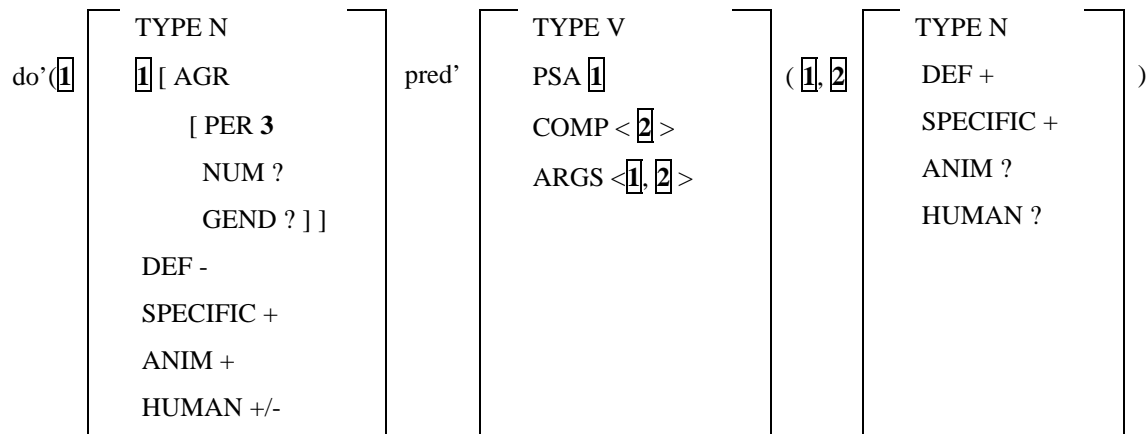 TYPE N TYPE V TYPE N
do’(1 1 [ AGR pred’ PSA 1 ( 1, 2 DEF + )
[ PER 3 COMP < 2 > SPECIFIC +
NUM ? ARGS <1, 2 > ANIM ?
GEND ? ] ] HUMAN ?
DEF -
SPECIFIC +
ANIM +
HUMAN +/-